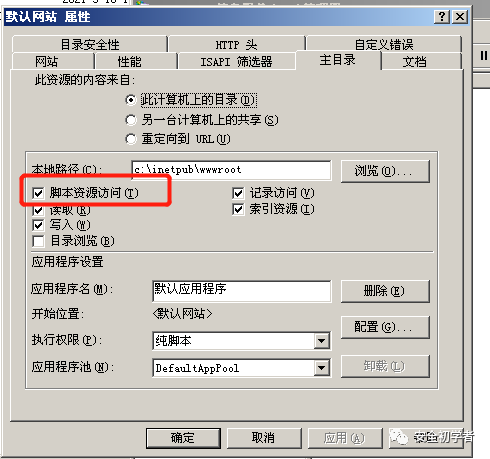 默认网站 属性
目录安全性 HTTP 头 自定义错误
网站 性能 ISAPI 筛选器 主目录 文档
此资源的内容来自:
此计算机上的目录(D)
另一台计算机上的共享(S)
重定向到 URL(U)
本地路径(C): c:\inetpub\wwwroot 浏览(O)...
脚本资源访问(T) 记录访问(V)
读取(R) 索引资源(I)
写入(W)
目录浏览(B)
应用程序设置
应用程序名(M): 默认应用程序 删除(E)
开始位置: <默认网站>
配置(G)...
执行权限(P): 纯脚本
应用程序池(N): DefaultAppPool 卸载(L)
确定 取消 应用(A)
安全初学者